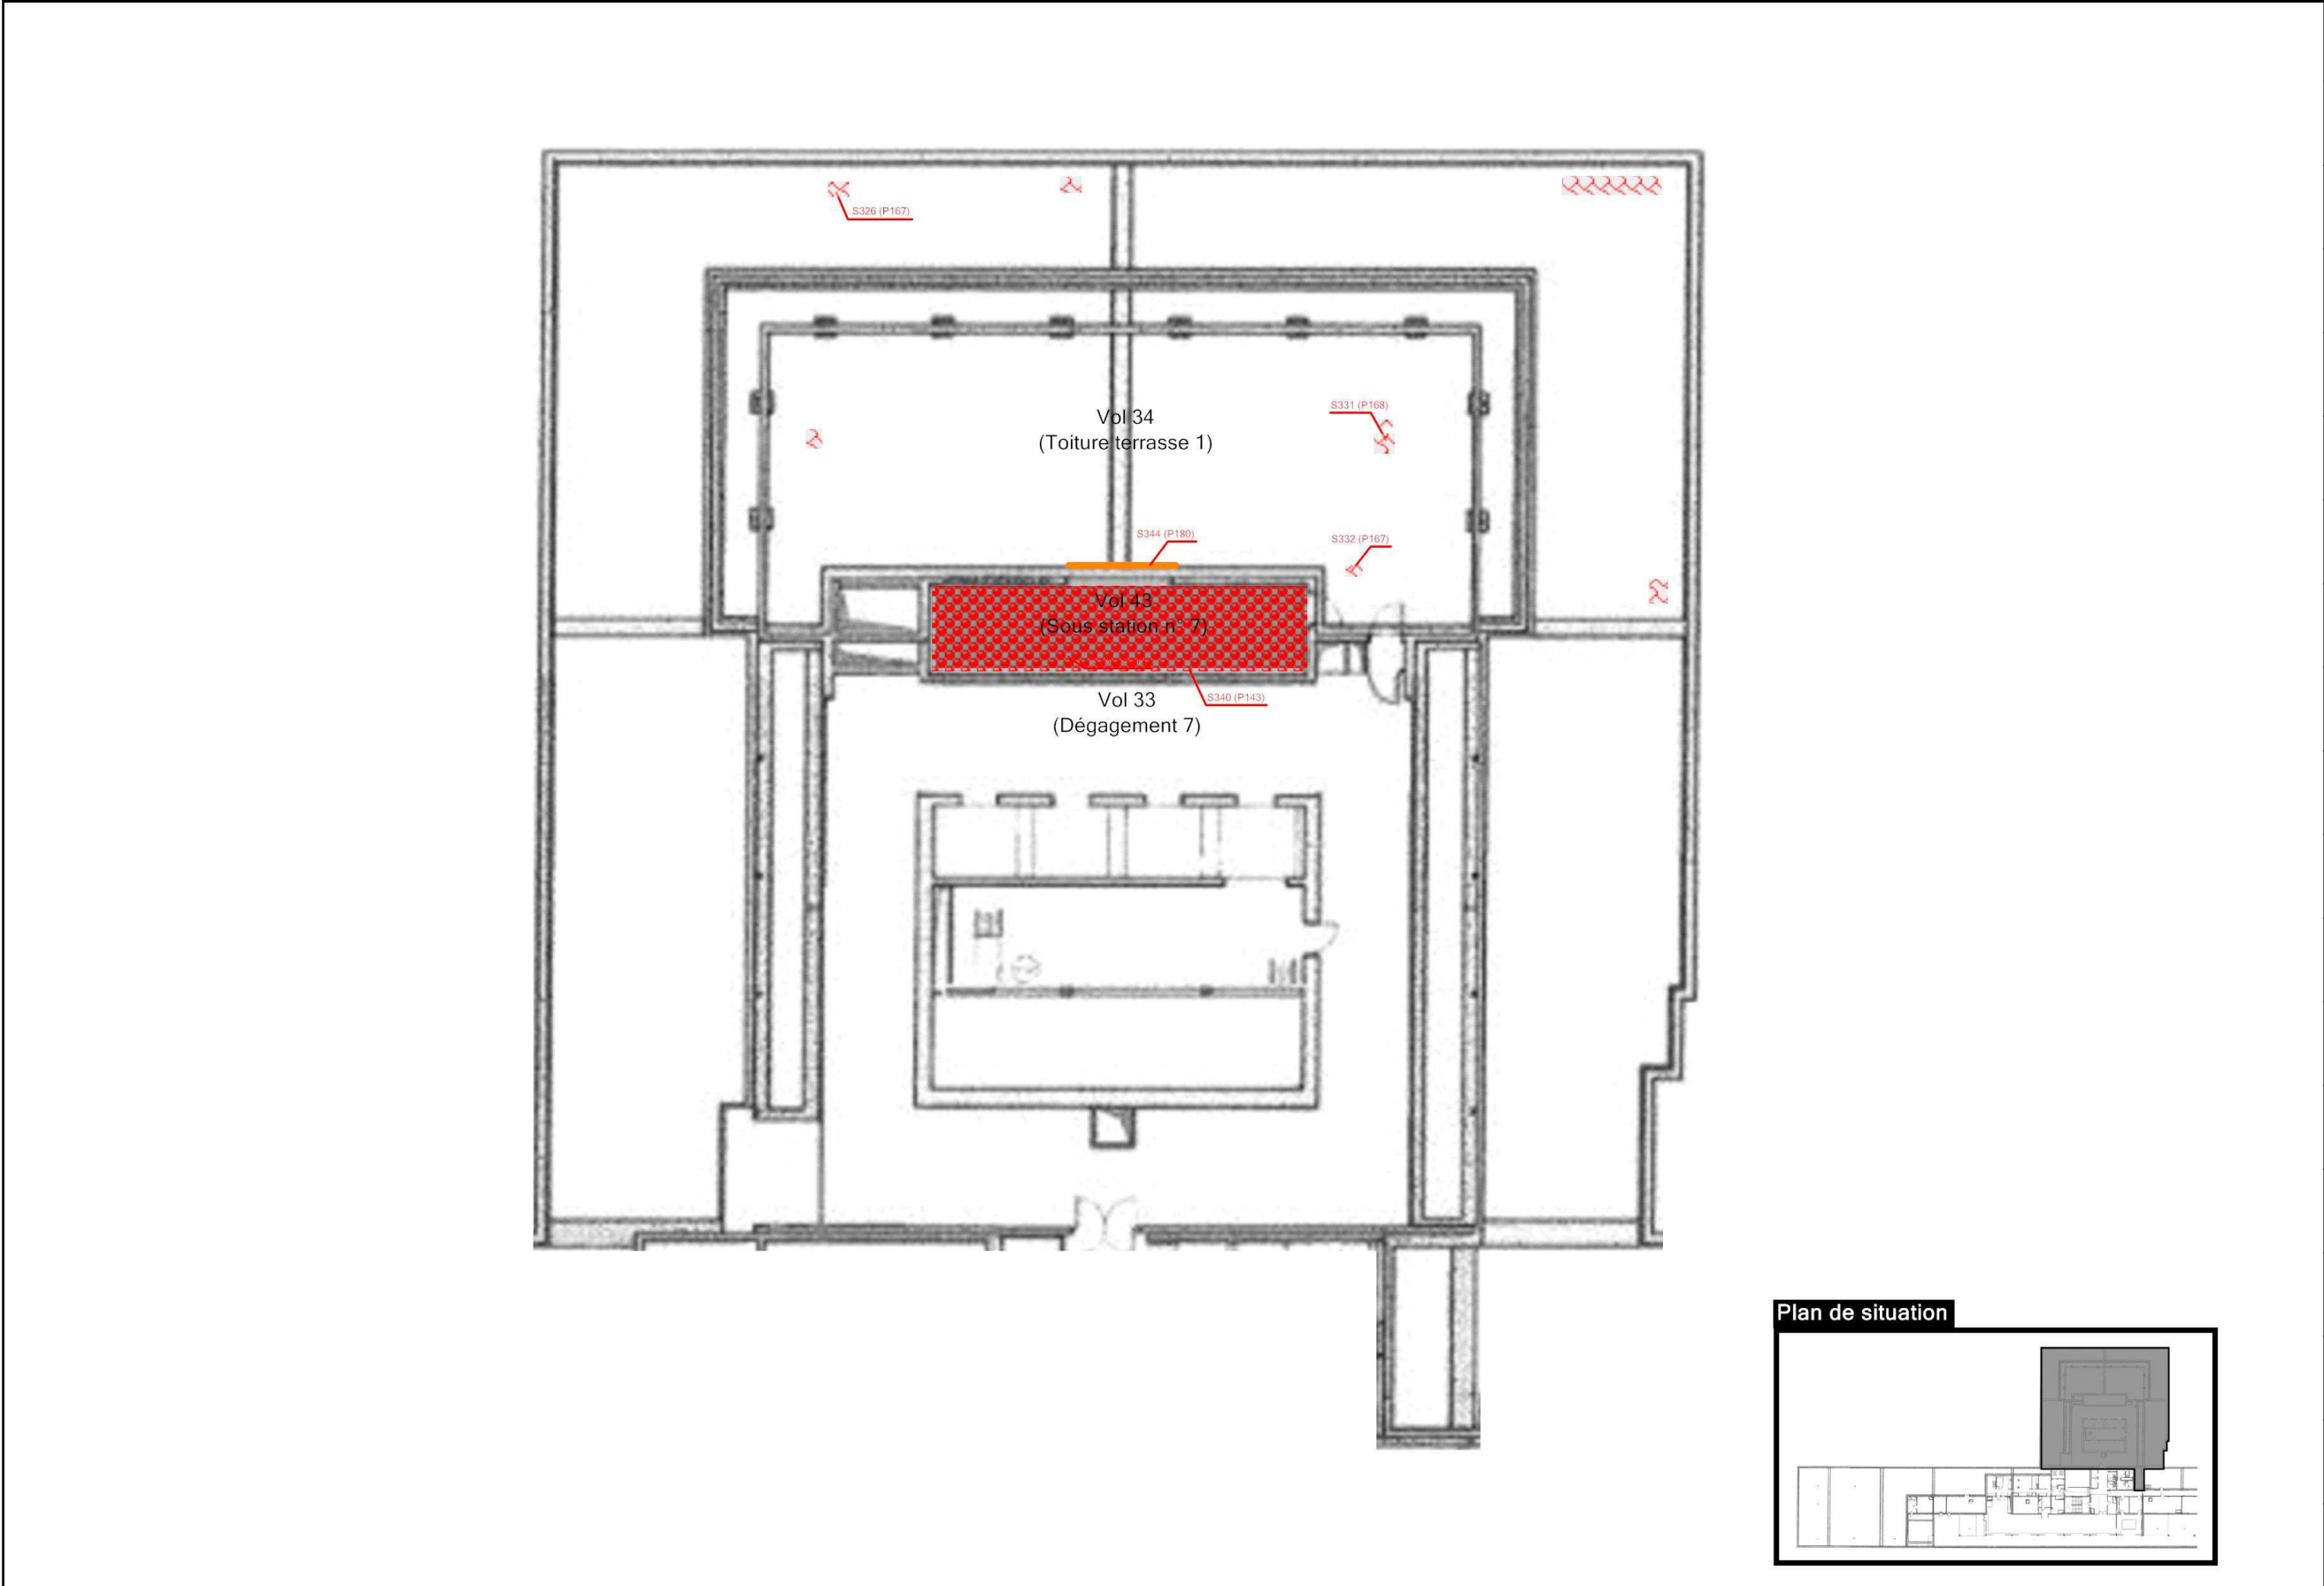 S326 (P167)
Vol 34
(Toiture terrasse 1)
S331 (P168)
S344 (P180)
S332 (P167)
Vol 43
(Sous station n° 7)
Vol 33
(Dégagement 7)
S340 (P143)
Plan de situation